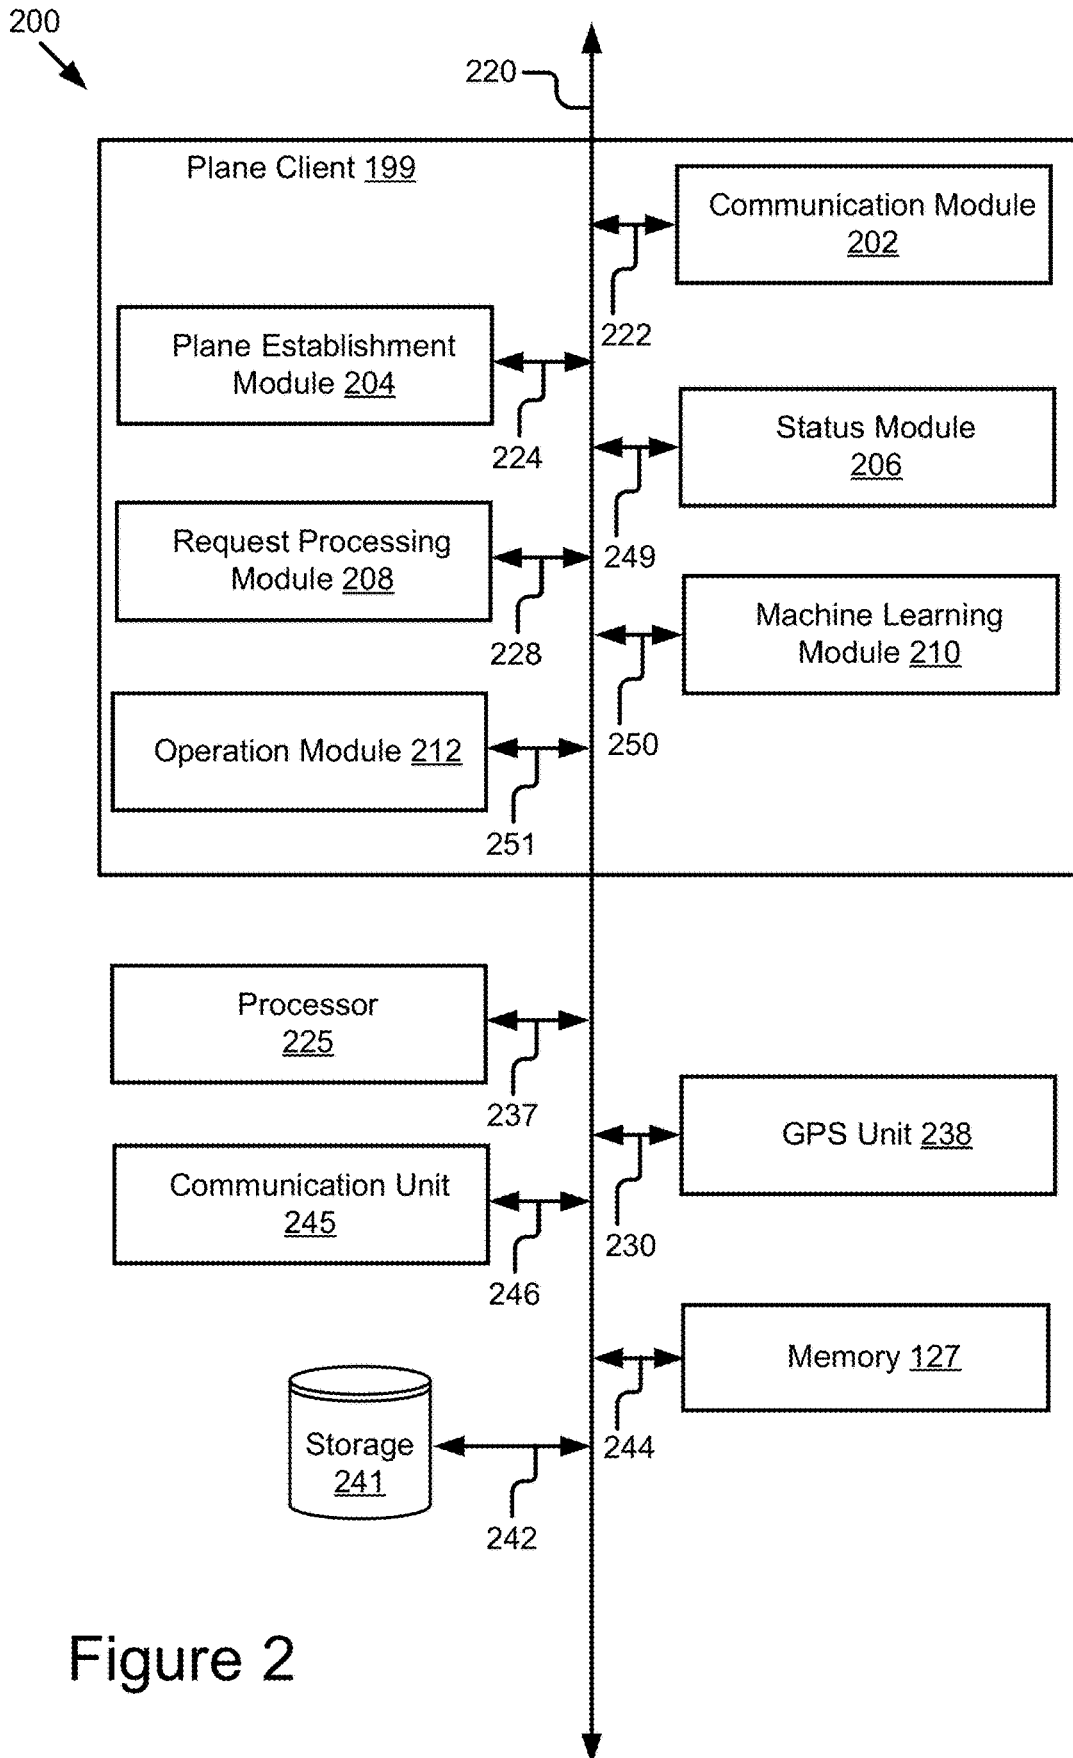 200
220
Plane Client 199
Communication Module
202
222
Plane Establishment
Module 204
224
Status Module
206
249
Request Processing
Module 208
228
Machine Learning
Module 210
250
Operation Module 212
251
Processor
225
237
GPS Unit 238
230
Communication Unit
245
246
Memory 127
244
Storage
241
242
Figure 2